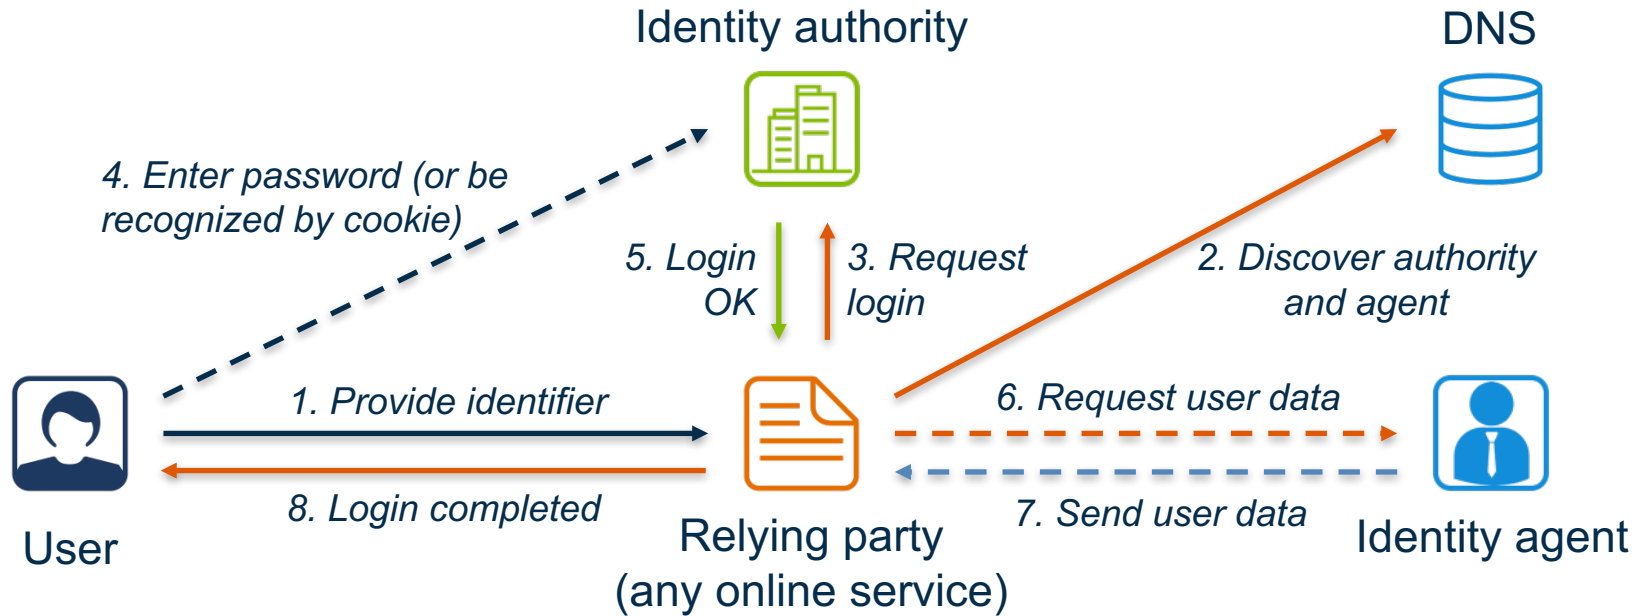 Identity authority
DNS
4. Enter password (or be
recognized by cookie)
5. Login
OK
3. Request
login
2. Discover authority
and agent
1. Provide identifier
6. Request user data
8. Login completed
7. Send user data
User
Relying party
(any online service)
Identity agent